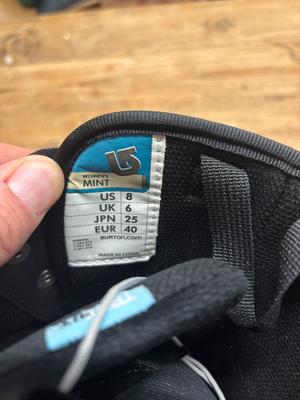 WOMEN'S
MINT
US 8
UK 6
JPN 25
EUR 40
BURTON.COM
MADE IN CHINA